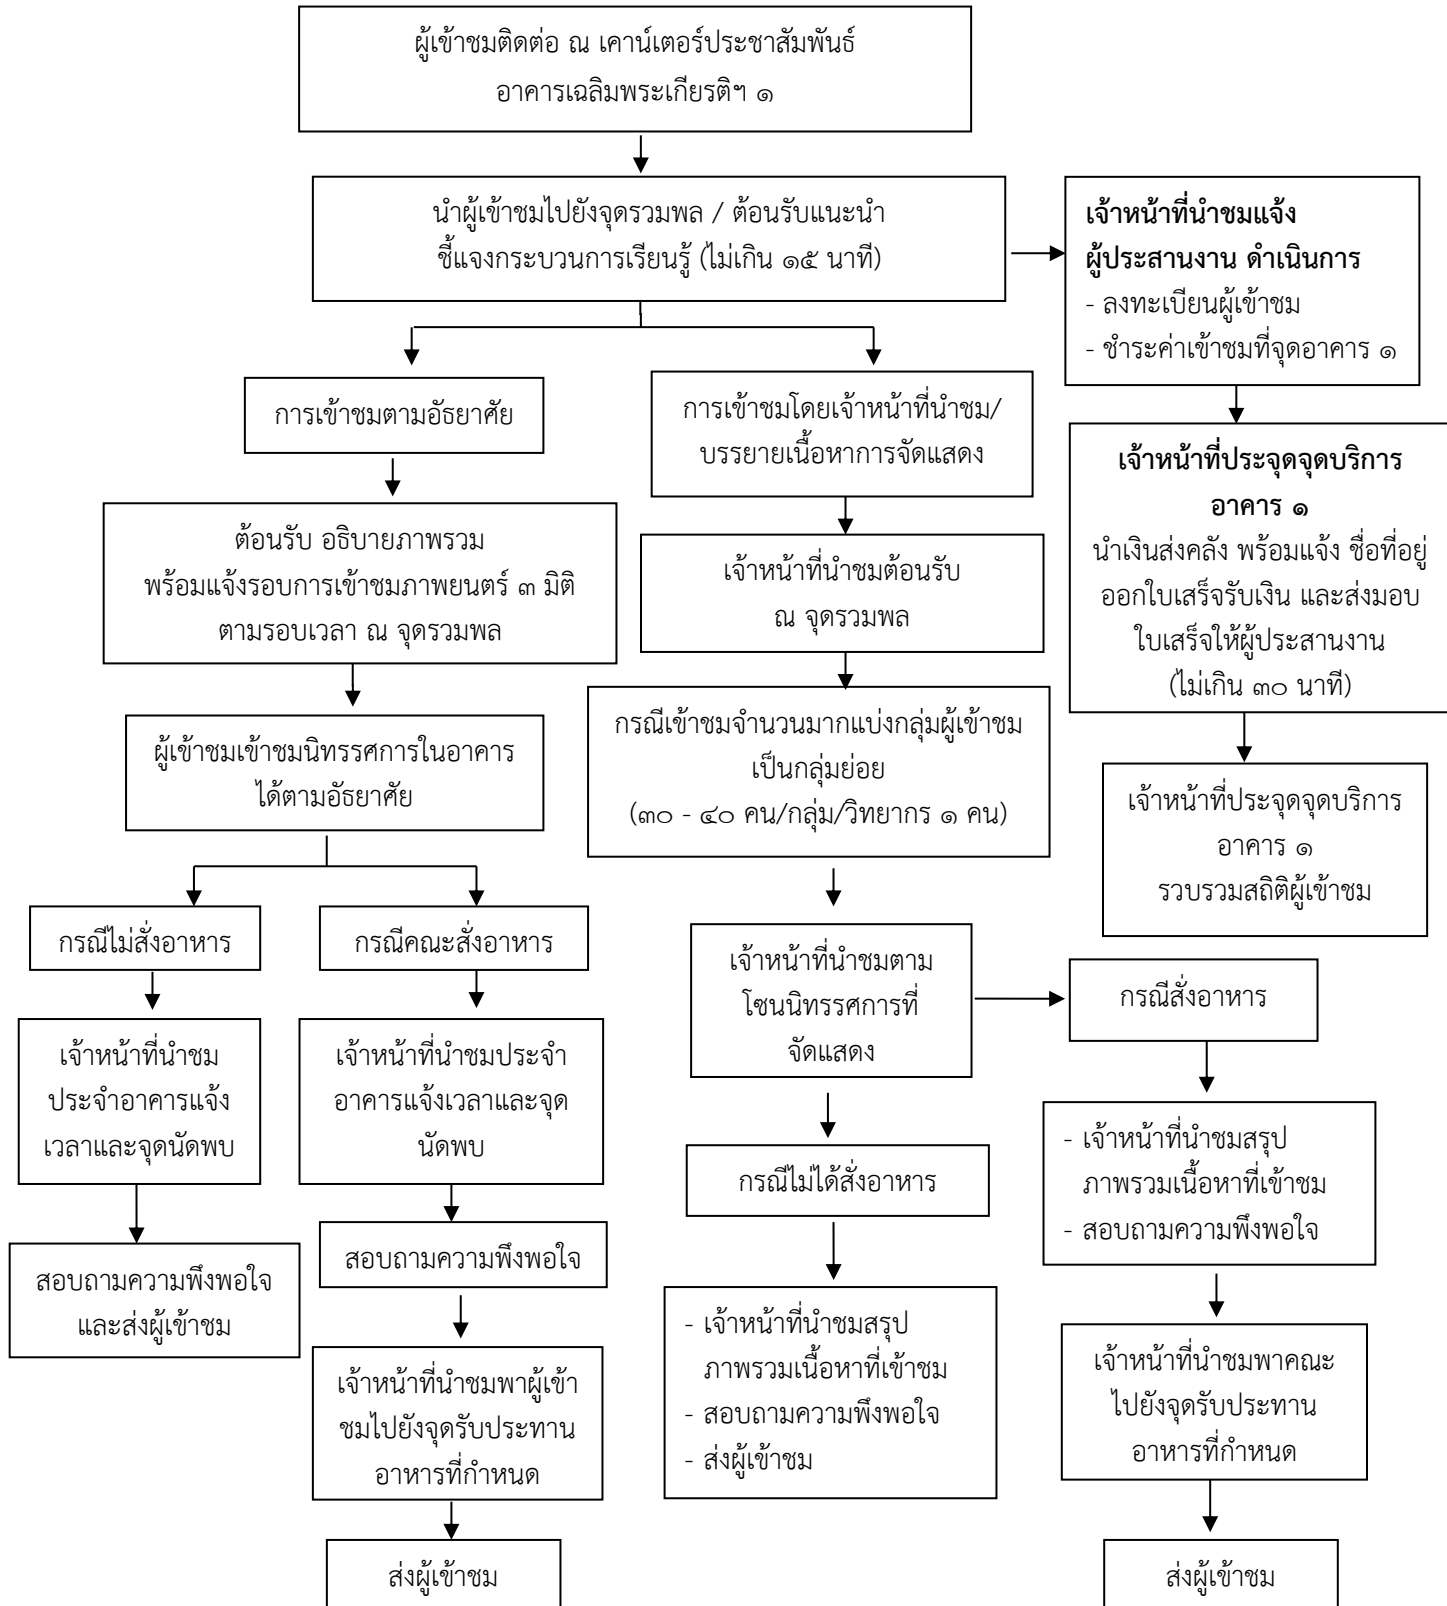 ผู้เข้าชมติดต่อ ณ เคาน์เตอร์ประชาสัมพันธ์
อาคารเฉลิมพระเกียรติฯ ๑
นำผู้เข้าชมไปยังจุดรวมพล / ต้อนรับแนะนำ
ชี้แจงกระบวนการเรียนรู้ (ไม่เกิน ๑๕ นาที)
เจ้าหน้าที่นำชมแจ้ง
ผู้ประสานงาน ดำเนินการ
- ลงทะเบียนผู้เข้าชม
- ชำระค่าเข้าชมที่จุดอาคาร ๑
การเข้าชมตามอัธยาศัย
การเข้าชมโดยเจ้าหน้าที่นำชม/
บรรยายเนื้อหาการจัดแสดง
เจ้าหน้าที่ประจุดจุดบริการ
อาคาร ๑
นำเงินส่งคลัง พร้อมแจ้ง ชื่อที่อยู่
ออกใบเสร็จรับเงิน และส่งมอบ
ใบเสร็จให้ผู้ประสานงาน
(ไม่เกิน ๓๐ นาที)
ต้อนรับ อธิบายภาพรวม
พร้อมแจ้งรอบการเข้าชมภาพยนตร์ ๓ มิติ
ตามรอบเวลา ณ จุดรวมพล
เจ้าหน้าที่นำชมต้อนรับ
ณ จุดรวมพล
ผู้เข้าชมเข้าชมนิทรรศการในอาคาร
ได้ตามอัธยาศัย
กรณีเข้าชมจำนวนมากแบ่งกลุ่มผู้เข้าชม
เป็นกลุ่มย่อย
(๓๐ - ๔๐ คน/กลุ่ม/วิทยากร ๑ คน)
เจ้าหน้าที่ประจุดจุดบริการ
อาคาร ๑
รวบรวมสถิติผู้เข้าชม
กรณีไม่สั่งอาหาร
กรณีคณะสั่งอาหาร
เจ้าหน้าที่นำชมตาม
โซนนิทรรศการที่
จัดแสดง
กรณีสั่งอาหาร
เจ้าหน้าที่นำชม
ประจำอาคารแจ้ง
เวลาและจุดนัดพบ
เจ้าหน้าที่นำชมประจำ
อาคารแจ้งเวลาและจุด
นัดพบ
กรณีไม่ได้สั่งอาหาร
- เจ้าหน้าที่นำชมสรุป
ภาพรวมเนื้อหาที่เข้าชม
- สอบถามความพึงพอใจ
สอบถามความพึงพอใจ
และส่งผู้เข้าชม
สอบถามความพึงพอใจ
- เจ้าหน้าที่นำชมสรุป
ภาพรวมเนื้อหาที่เข้าชม
- สอบถามความพึงพอใจ
- ส่งผู้เข้าชม
เจ้าหน้าที่นำชมพาผู้เข้า
ชมไปยังจุดรับประทาน
อาหารที่กำหนด
เจ้าหน้าที่นำชมพาคณะ
ไปยังจุดรับประทาน
อาหารที่กำหนด
ส่งผู้เข้าชม
ส่งผู้เข้าชม